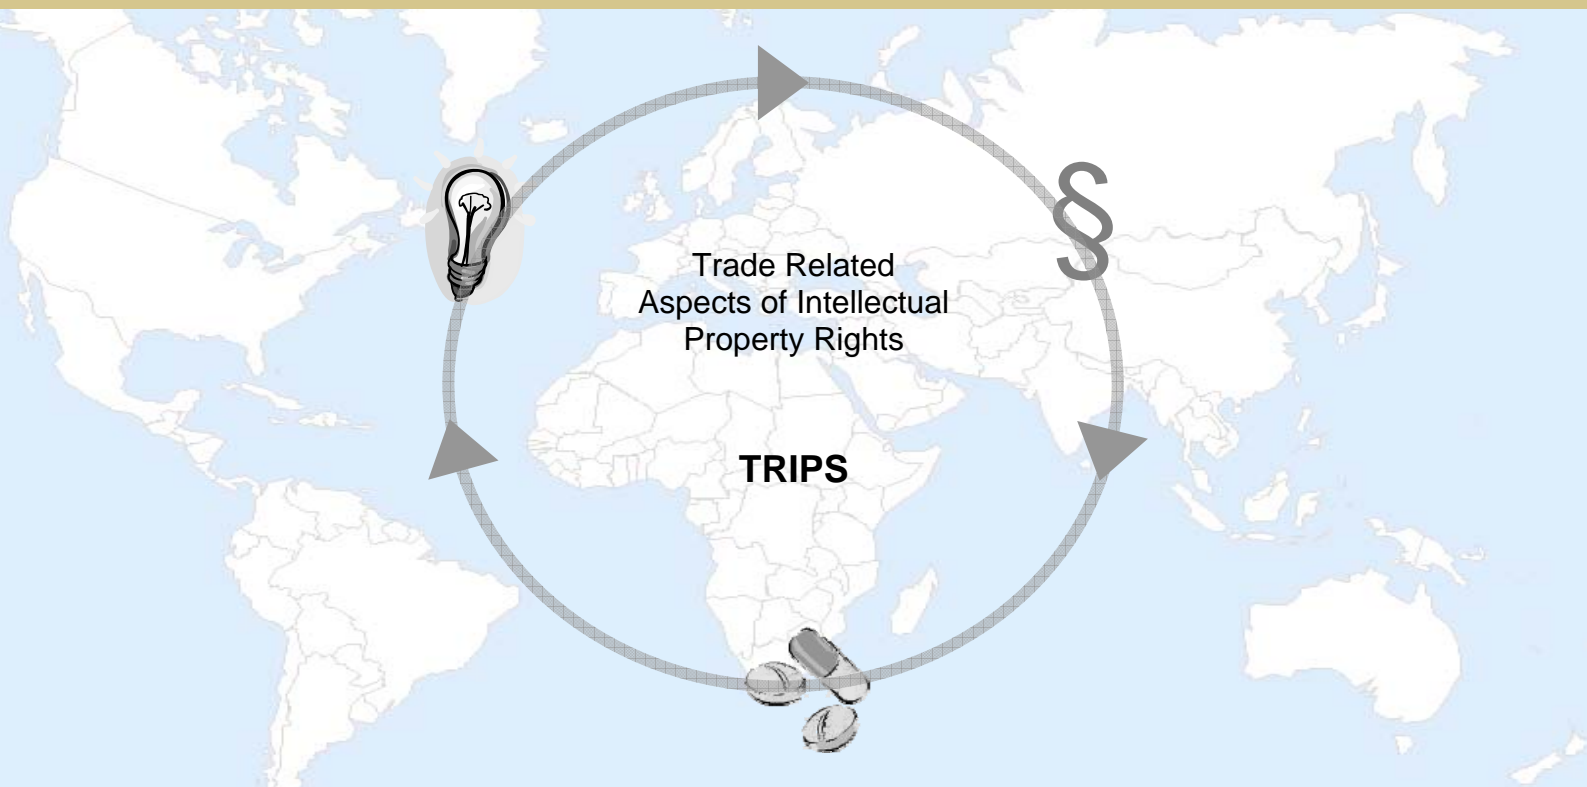 §
Trade Related
Aspects of Intellectual
Property Rights
TRIPS